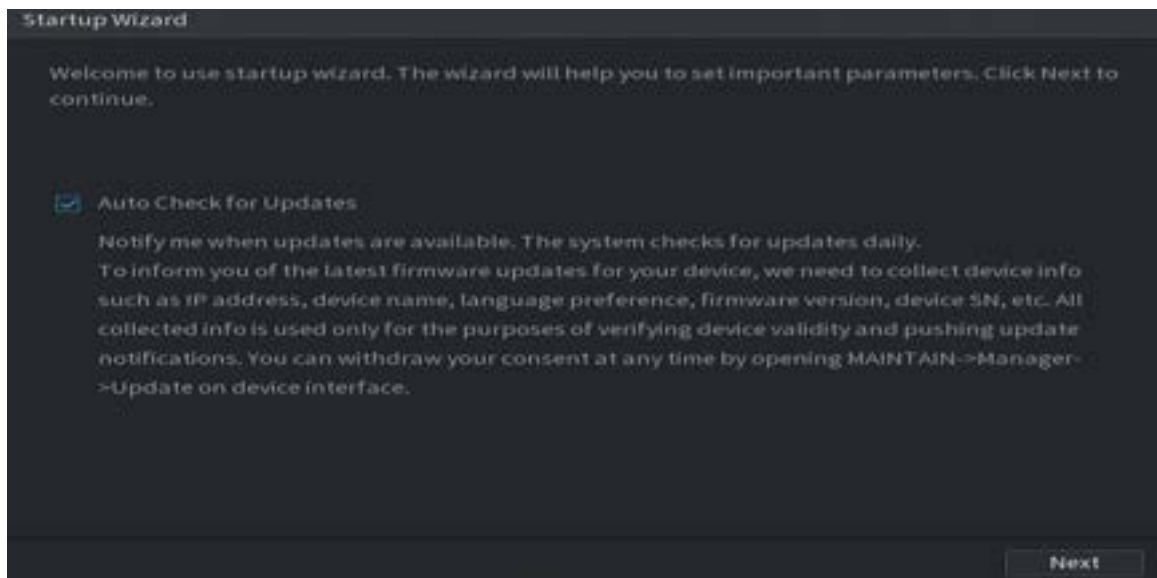 Startup Wizard
Welcome to use startup wizard. The wizard will help you to set important parameters. Click Next to
continue.
Auto Check for Updates
Notify me when updates are available. The system checks for updates daily.
To inform you of the latest firmware updates for your device, we need to collect device info
such as IP address, device name, language preference, firmware version, device SN, etc. All
collected info is used only for the purposes of verifying device validity and pushing update
notifications. You can withdraw your consent at any time by opening MAINTAIN->Manager-
>Update on device interface.
Next